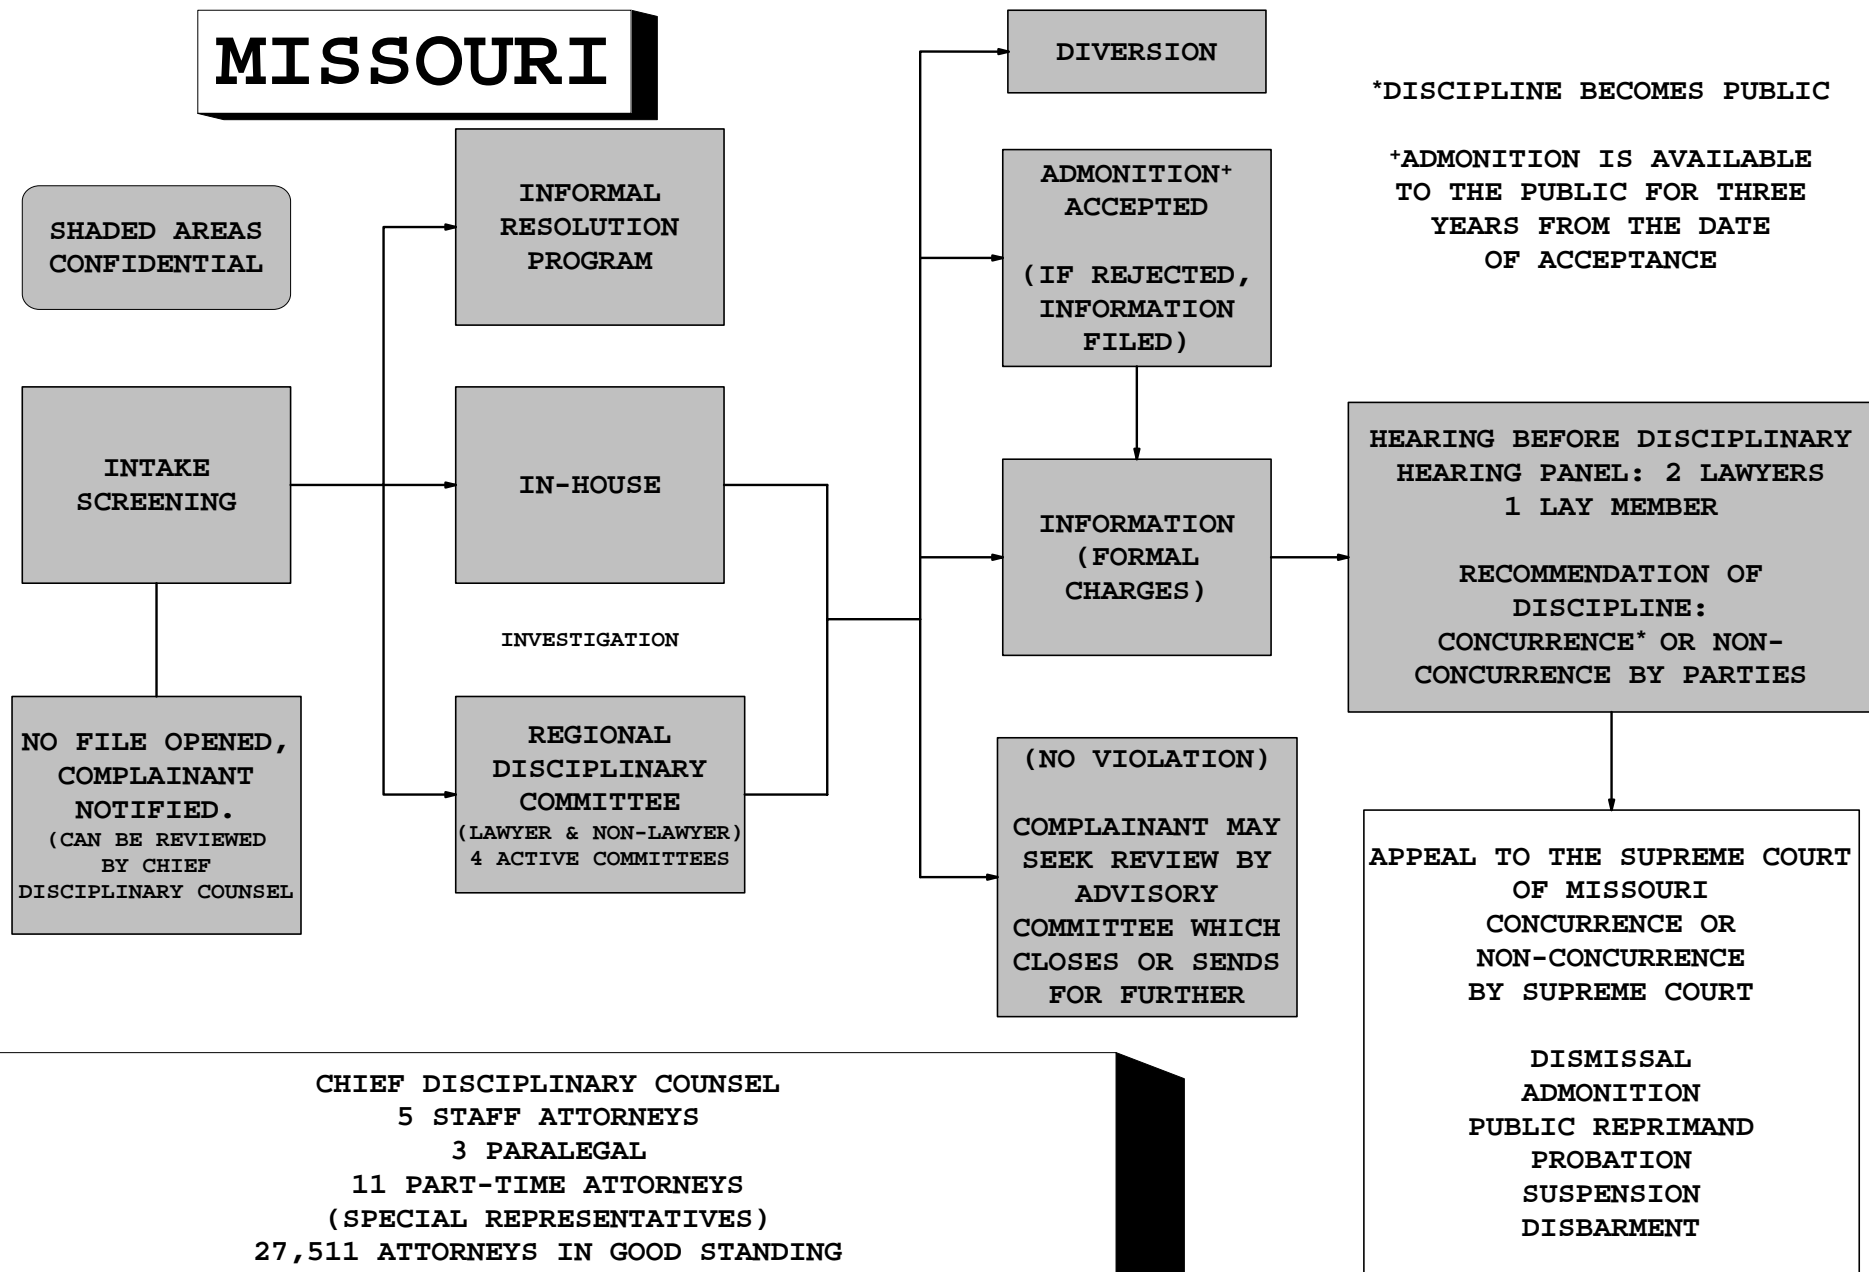 MISSOURI
SHADED AREAS
CONFIDENTIAL
INTAKE
SCREENING
NO FILE OPENED,
COMPLAINANT
NOTIFIED.
(CAN BE REVIEWED
BY CHIEF
DISCIPLINARY COUNSEL
INFORMAL
RESOLUTION
PROGRAM
IN-HOUSE
INVESTIGATION
REGIONAL
DISCIPLINARY
COMMITTEE
(LAWYER & NON-LAWYER)
4 ACTIVE COMMITTEES
DIVERSION
ADMONITION+
ACCEPTED
(IF REJECTED,
INFORMATION
FILED)
INFORMATION
(FORMAL
CHARGES)
(NO VIOLATION)
COMPLAINANT MAY
SEEK REVIEW BY
ADVISORY
COMMITTEE WHICH
CLOSES OR SENDS
FOR FURTHER
*DISCIPLINE BECOMES PUBLIC
+ADMONITION IS AVAILABLE
TO THE PUBLIC FOR THREE
YEARS FROM THE DATE
OF ACCEPTANCE
HEARING BEFORE DISCIPLINARY
HEARING PANEL: 2 LAWYERS
1 LAY MEMBER
RECOMMENDATION OF
DISCIPLINE:
CONCURRENCE* OR NON-
CONCURRENCE BY PARTIES
APPEAL TO THE SUPREME COURT
OF MISSOURI
CONCURRENCE OR
NON-CONCURRENCE
BY SUPREME COURT
DISMISSAL
ADMONITION
PUBLIC REPRIMAND
PROBATION
SUSPENSION
DISBARMENT
CHIEF DISCIPLINARY COUNSEL
5 STAFF ATTORNEYS
3 PARALEGAL
11 PART-TIME ATTORNEYS
(SPECIAL REPRESENTATIVES)
27,511 ATTORNEYS IN GOOD STANDING